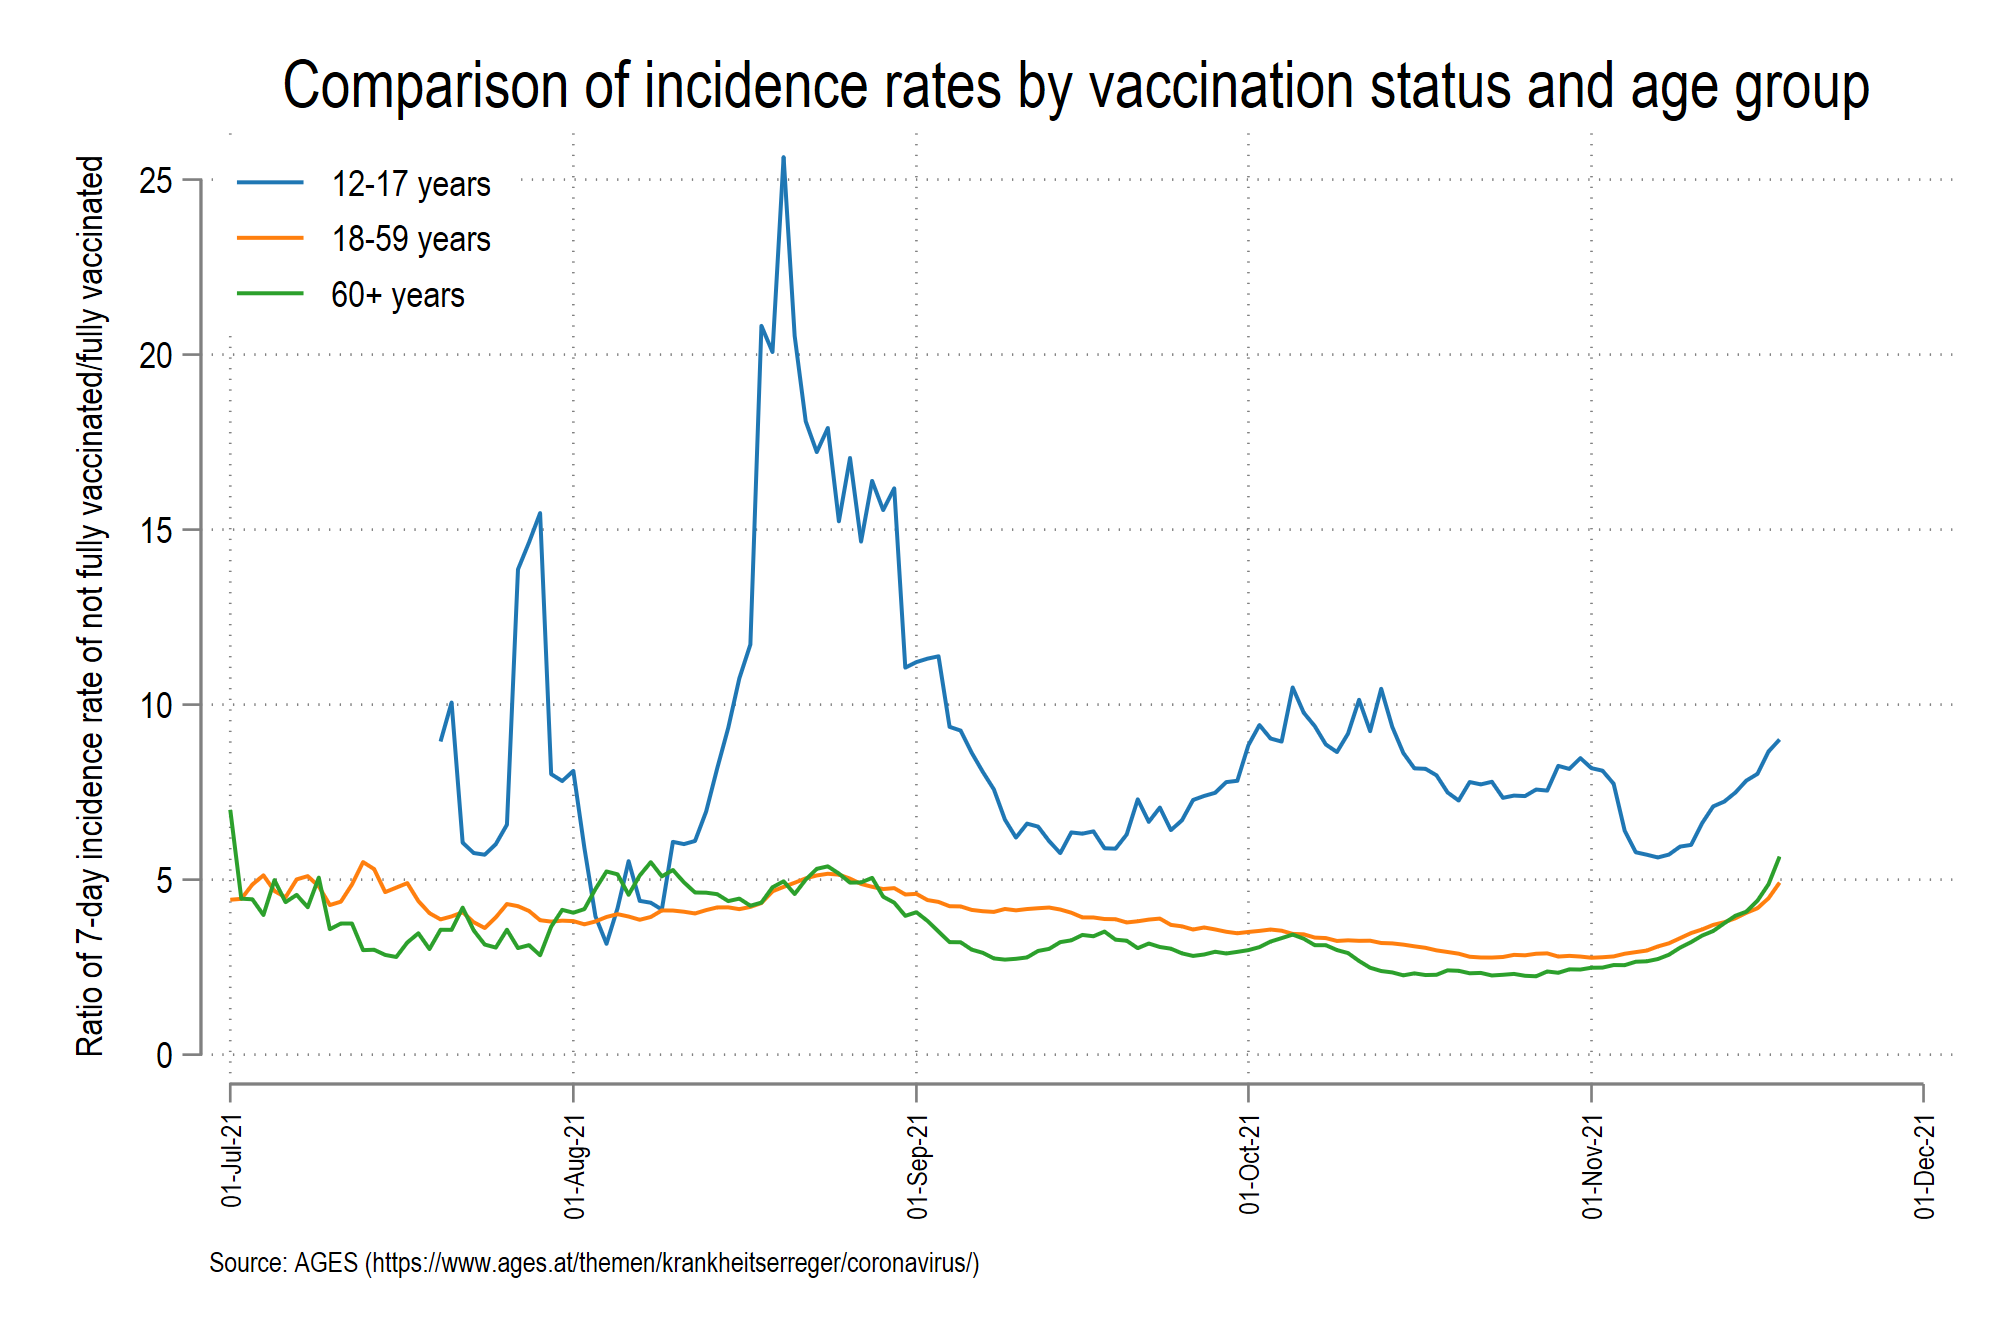 Comparison of incidence rates by vaccination status and age group
Ratio of 7-day incidence rate of not fully vaccinated/fully vaccinated
25
20
15
10
5
0
12-17 years
18-59 years
60+ years
01-Jul-21
01-Aug-21
01-Sep-21
01-Oct-21
01-Nov-21
01-Dec-21
Source: AGES (https://www.ages.at/themen/krankheitserreger/coronavirus/)